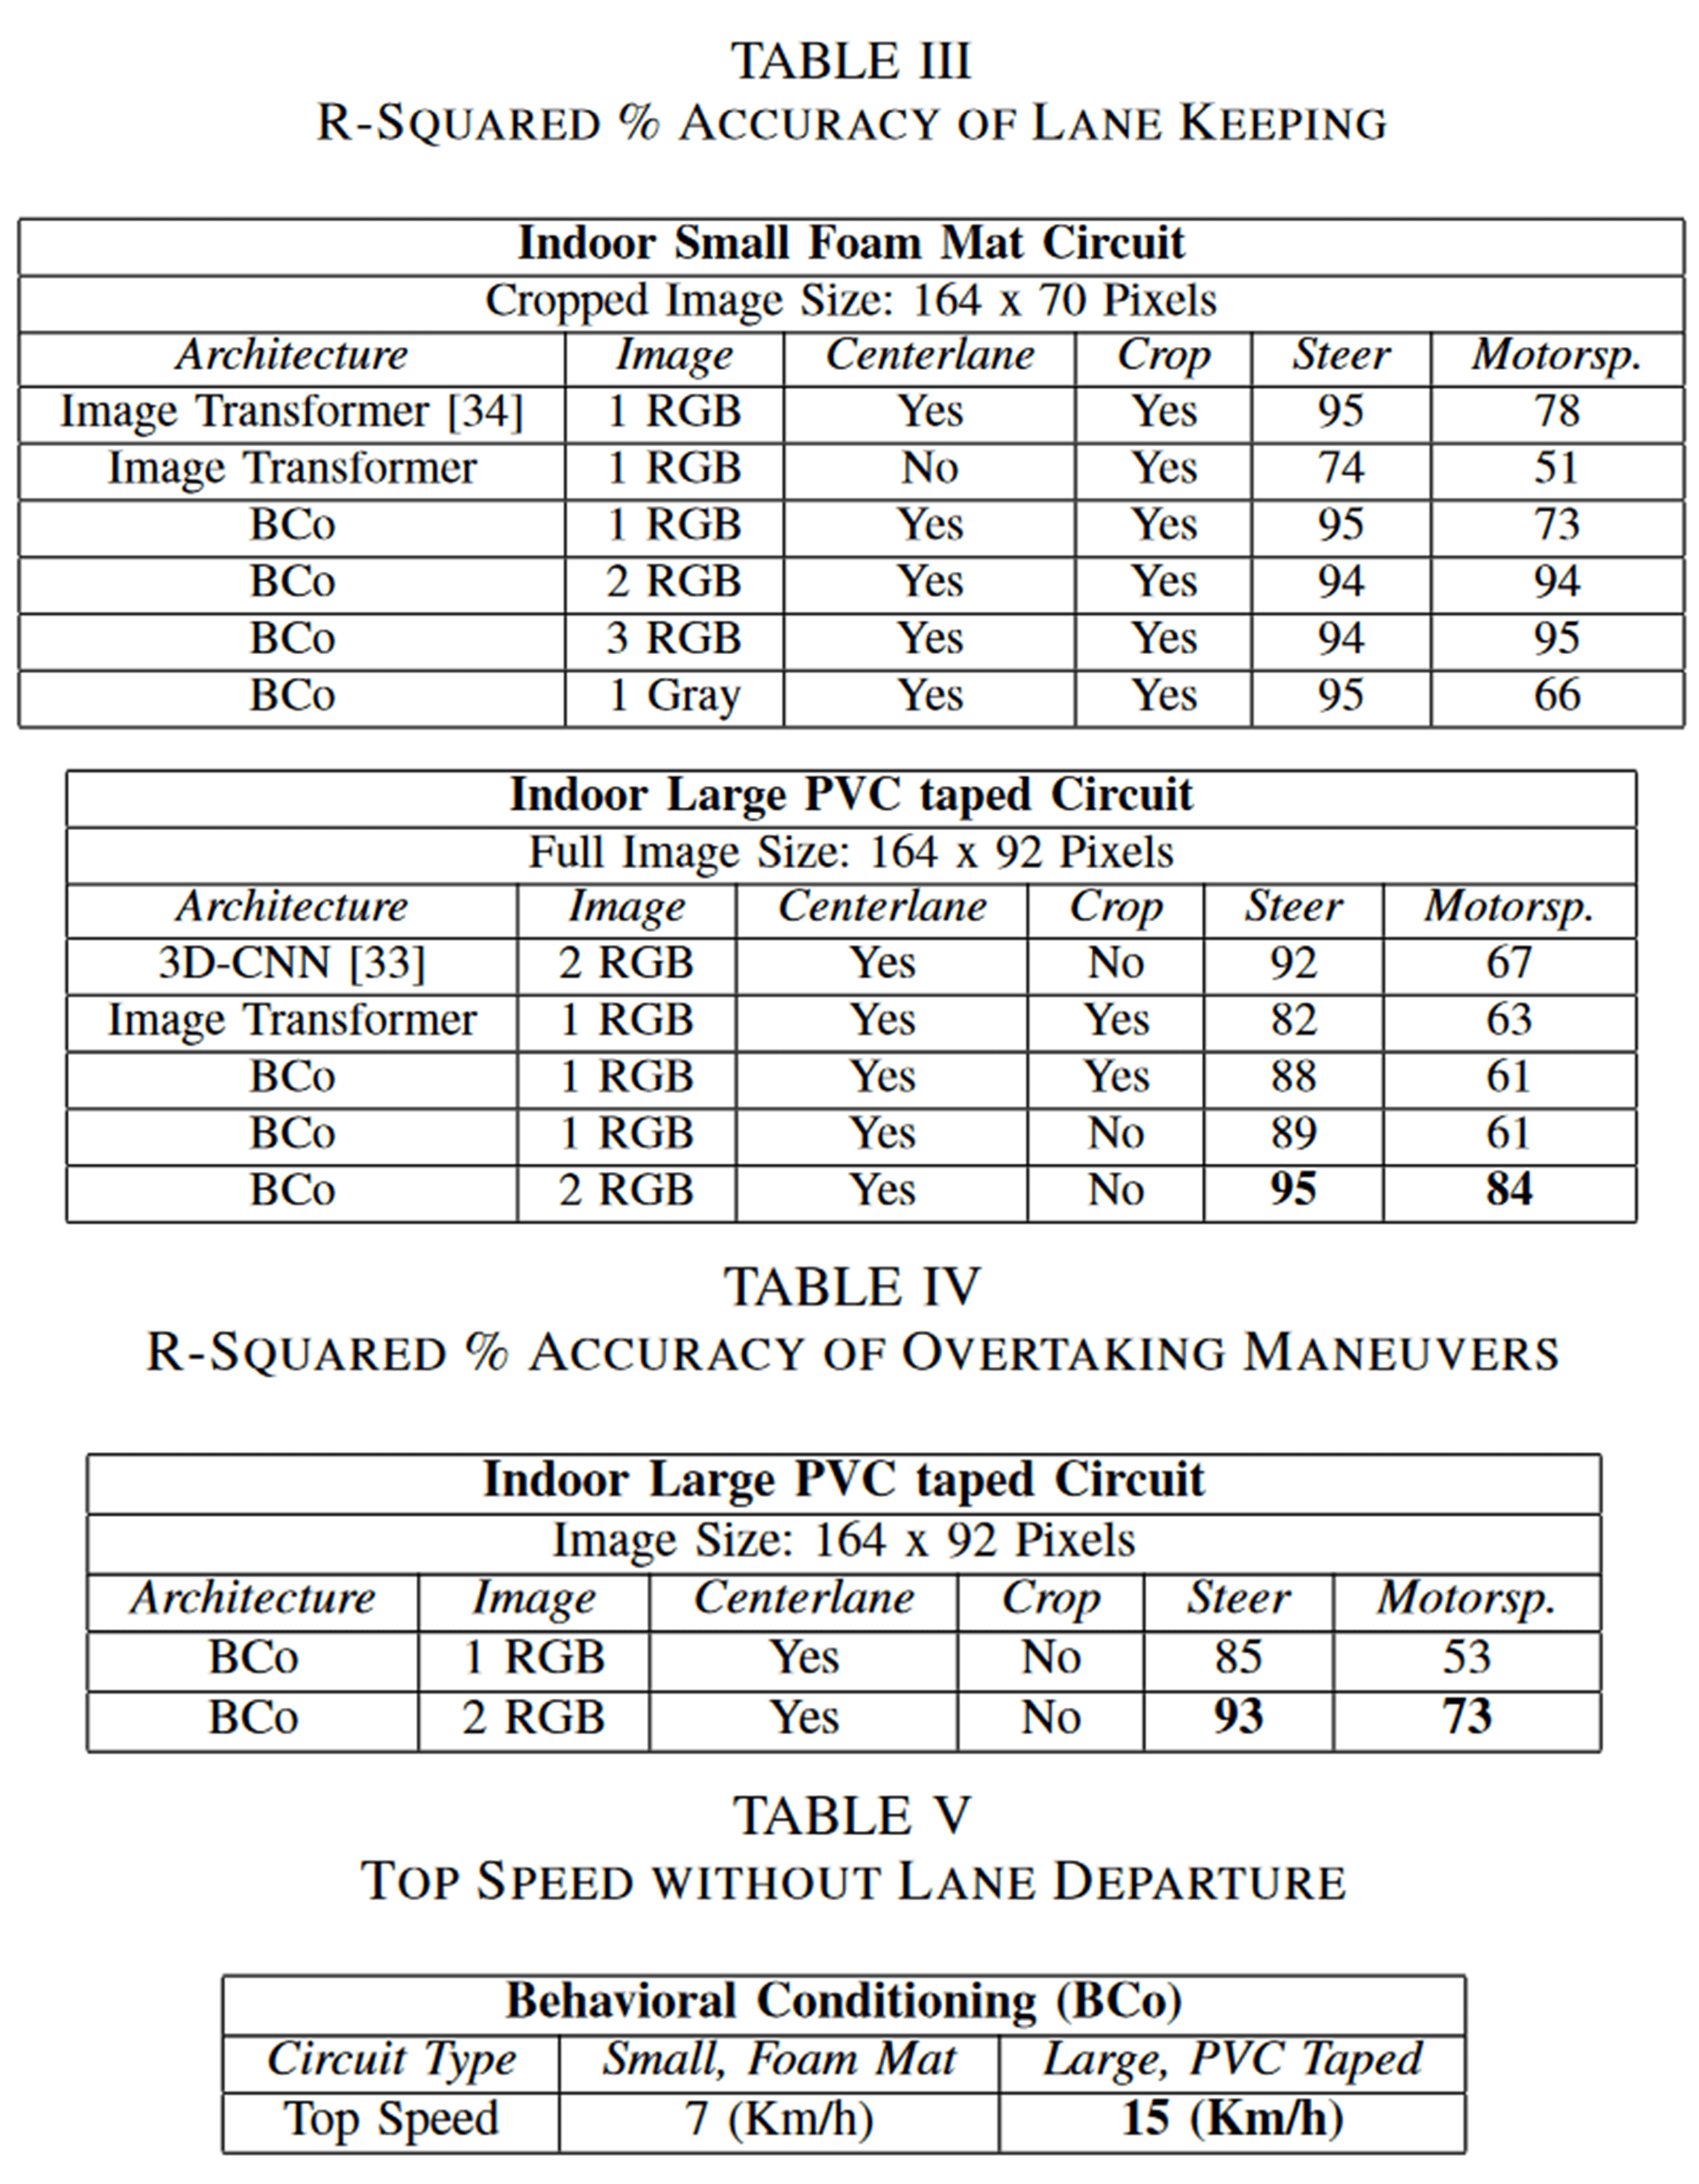 TABLE III
R-SQUARED % ACCURACY OF LANE KEEPING
Indoor Small Foam Mat Circuit
Cropped Image Size: 164 x 70 Pixels
Architecture Image Centerlane Crop Steer Motorsp.
Image Transformer [34] 1 RGB Yes Yes 95 78
Image Transformer 1 RGB No Yes 74 51
BCo 1 RGB Yes Yes 95 73
BCo 2 RGB Yes Yes 94 94
BCo 3 RGB Yes Yes 94 95
BCo 1 Gray Yes Yes 95 66
Indoor Large PVC taped Circuit
Full Image Size: 164 x 92 Pixels
Architecture Image Centerlane Crop Steer Motorsp.
3D-CNN [33] 2 RGB Yes No 92 67
Image Transformer 1 RGB Yes Yes 82 63
BCo 1 RGB Yes Yes 88 61
BCo 1 RGB Yes No 89 61
BCo 2 RGB Yes No 95 84
TABLE IV
R-SQUARED % ACCURACY OF OVERTAKING MANEUVERS
Indoor Large PVC taped Circuit
Image Size: 164 x 92 Pixels
Architecture Image Centerlane Crop Steer Motorsp.
BCo 1 RGB Yes No 85 53
BCo 2 RGB Yes No 93 73
TABLE V
TOP SPEED WITHOUT LANE DEPARTURE
Behavioral Conditioning (BCo)
Circuit Type Small, Foam Mat Large, PVC Taped
Top Speed 7 (Km/h) 15 (Km/h)